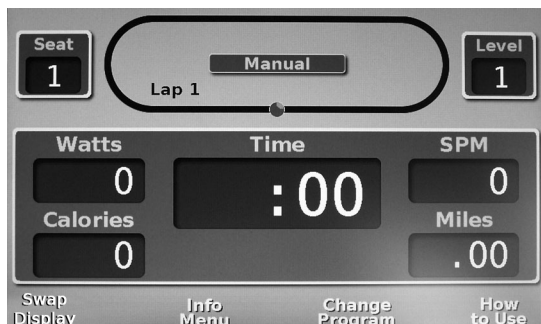 Seat
1
Manual
Lap 1
Level
1
Watts
0
Time
:00
SPM
0
Calories
0
Miles
.00
Swap
Display
Info
Menu
Change
Program
How
to Use